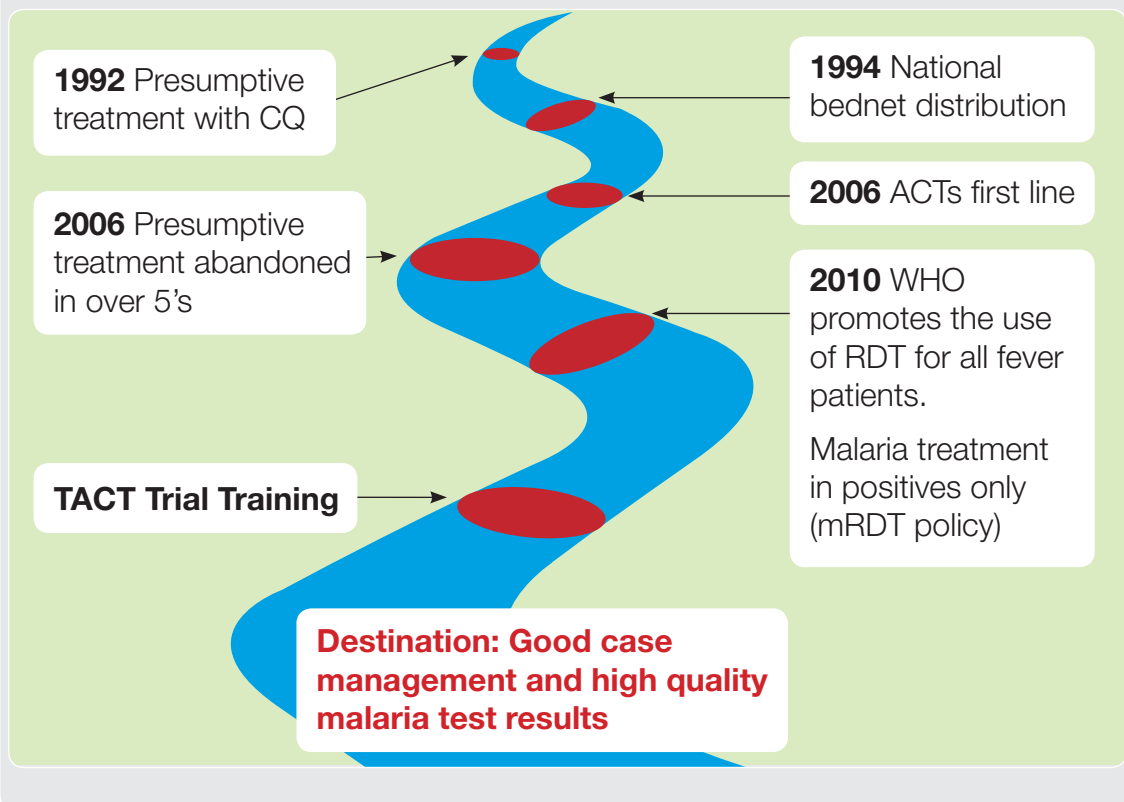 1992 Presumptive
treatment with CQ
1994 National
bednet distribution
2006 ACTs first line
2006 Presumptive
treatment abandoned
in over 5’s
2010 WHO
promotes the use
of RDT for all fever
patients.
Malaria treatment
in positives only
(mRDT policy)
TACT Trial Training
Destination: Good case
management and high quality
malaria test results